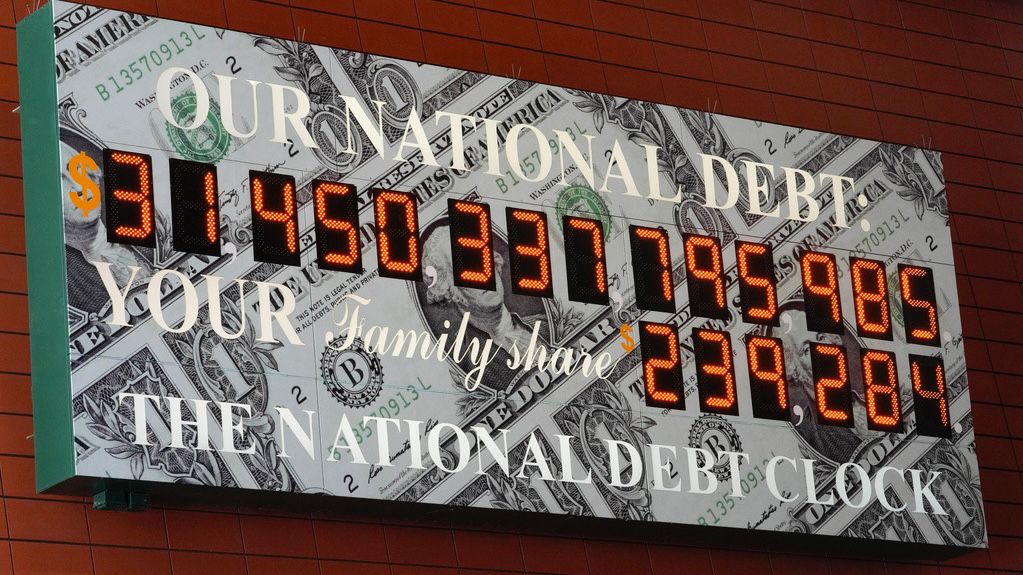 OUR NATIONAL DEBT:
$31,450,337,795,985
YOUR Family share $239,284
THE NATIONAL DEBT CLOCK